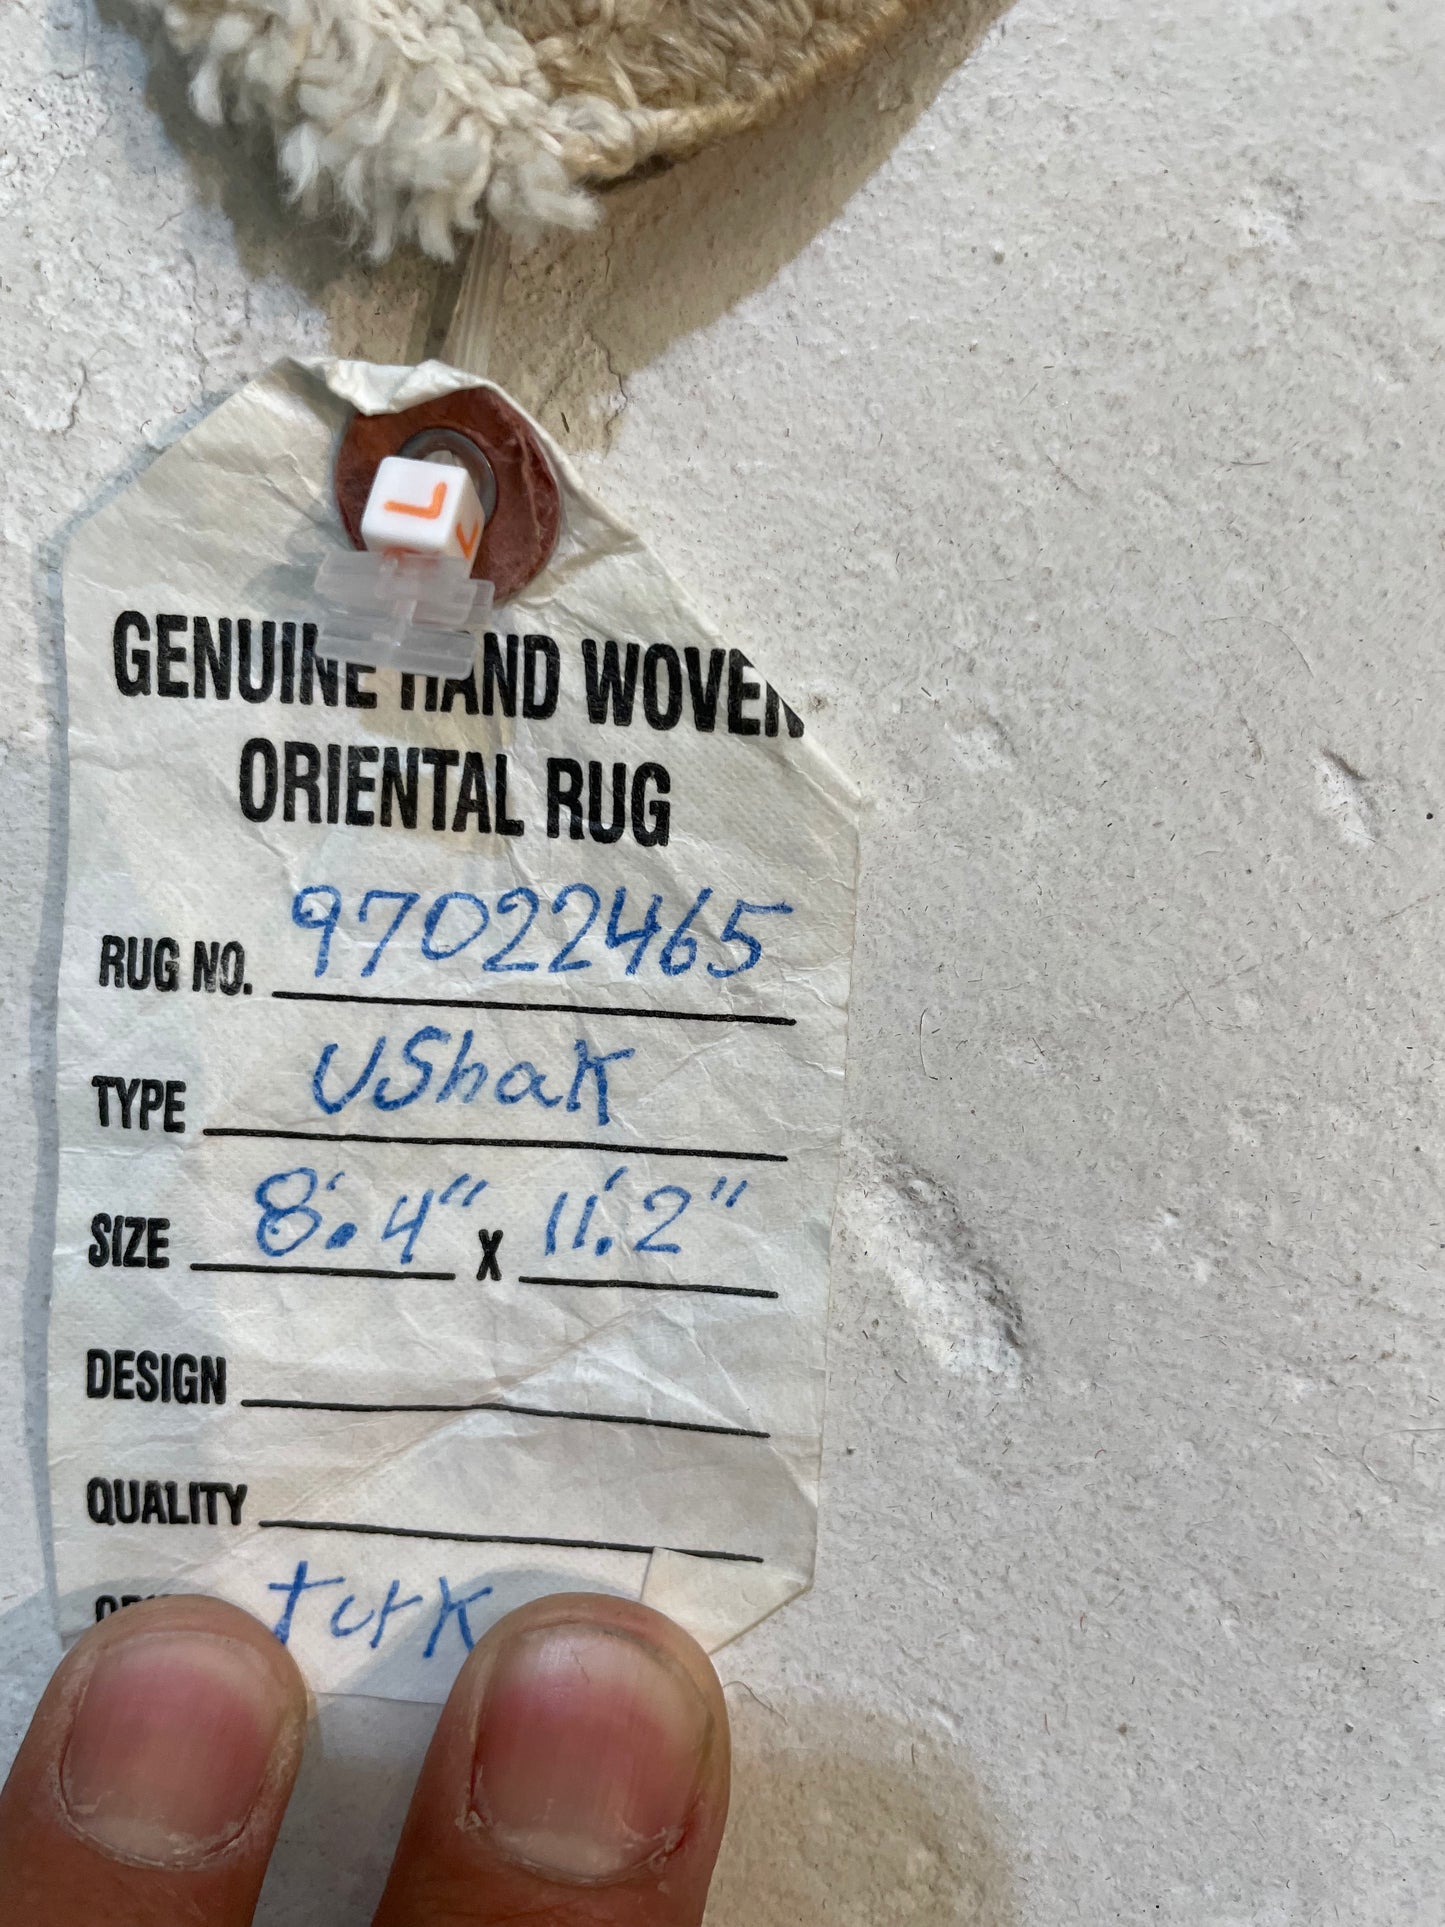 L
L
GENUINE HAND WOVEN
ORIENTAL RUG
RUG NO. 97022465
TYPE UShaK
SIZE 8'.4" X 11'.2"
DESIGN
QUALITY
turk